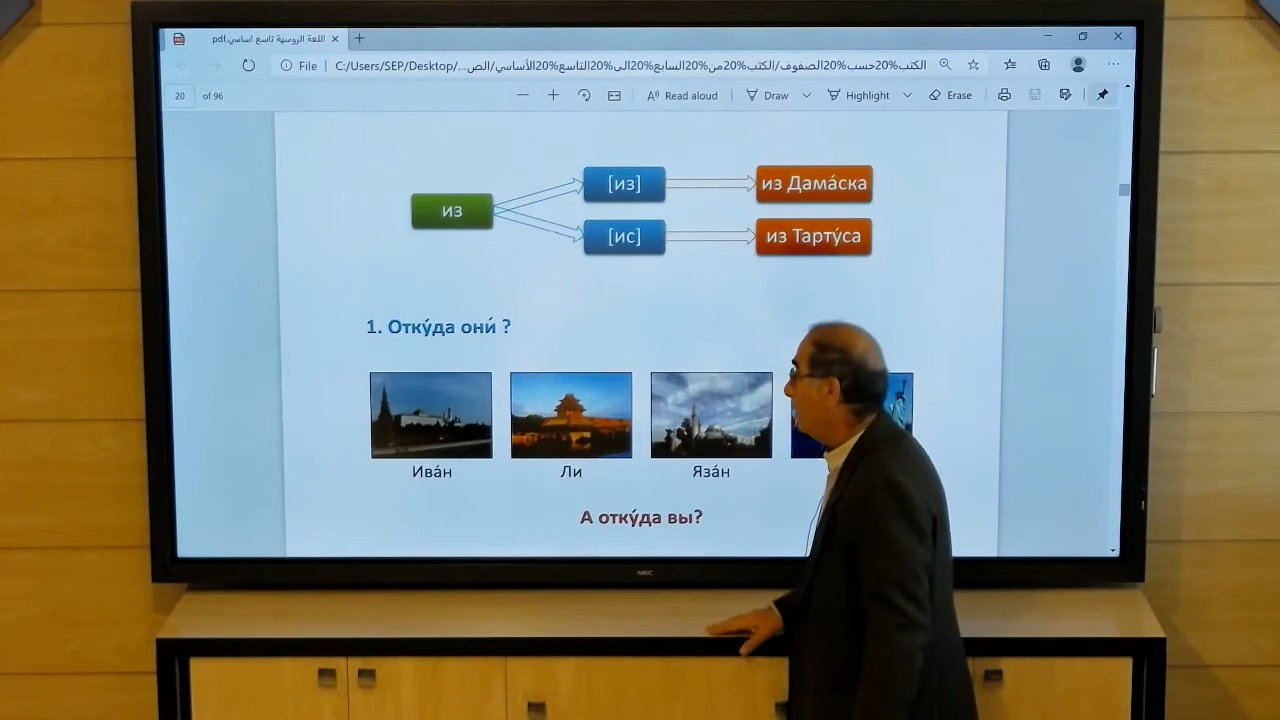 اللغة الروسية تاسع اساسي.pdf
File C:/Users/SEP/Desktop/الكتب%20حسب%20الصفوف/الكتب%20من%20السابع%20الى%20التاسع%20الأساسي/الص...
20 of 96 Read aloud Draw Highlight Erase
[из] из Дама́ска
из
[ис] из Тарту́са
1. Отку́да они́ ?
Ива́н Ли Яза́н
А отку́да вы?
NEC